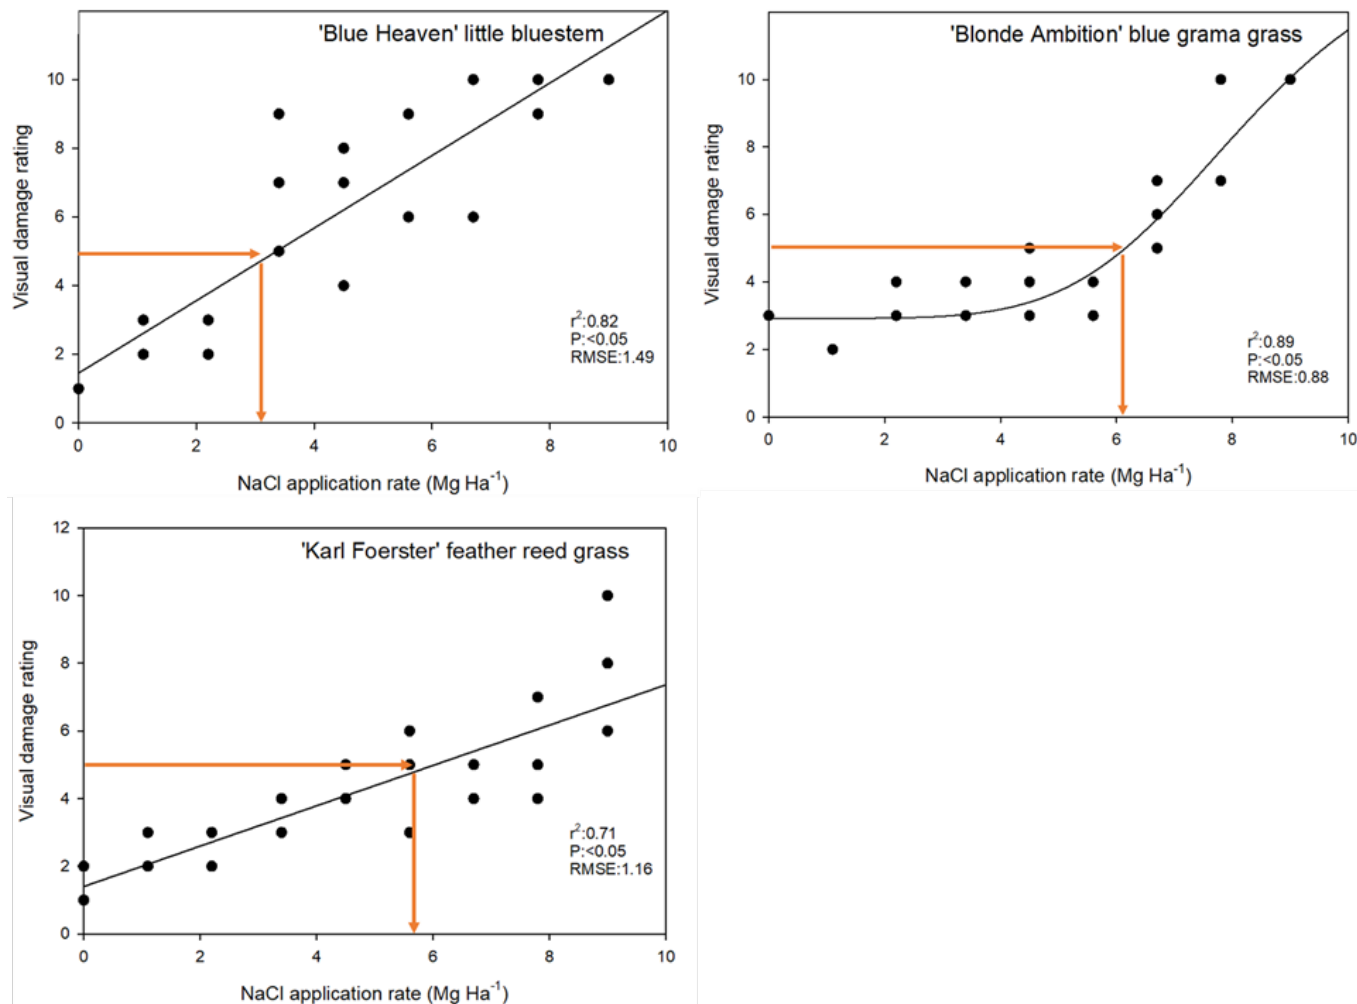 'Blue Heaven' little bluestem
10
8
6
4
2
0
Visual damage rating
r²:0.82
P:<0.05
RMSE:1.49
0 2 4 6 8 10
NaCl application rate (Mg Ha⁻¹)
'Blonde Ambition' blue grama grass
10
8
6
4
2
0
Visual damage rating
r²:0.89
P:<0.05
RMSE:0.88
0 2 4 6 8 10
NaCl application rate (Mg Ha⁻¹)
'Karl Foerster' feather reed grass
12
10
8
6
4
2
0
Visual damage rating
r²:0.71
P:<0.05
RMSE:1.16
0 2 4 6 8 10
NaCl application rate (Mg Ha⁻¹)